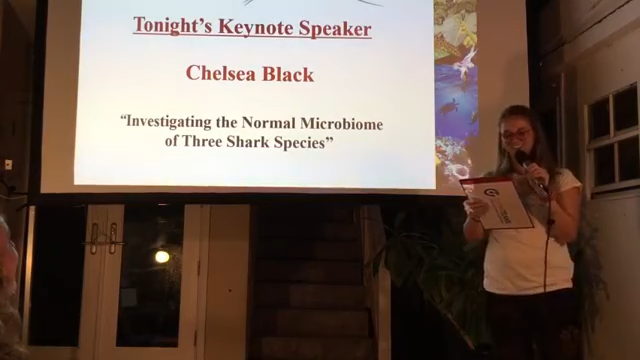 Tonight's Keynote Speaker
Chelsea Black
“Investigating the Normal Microbiome
of Three Shark Species”